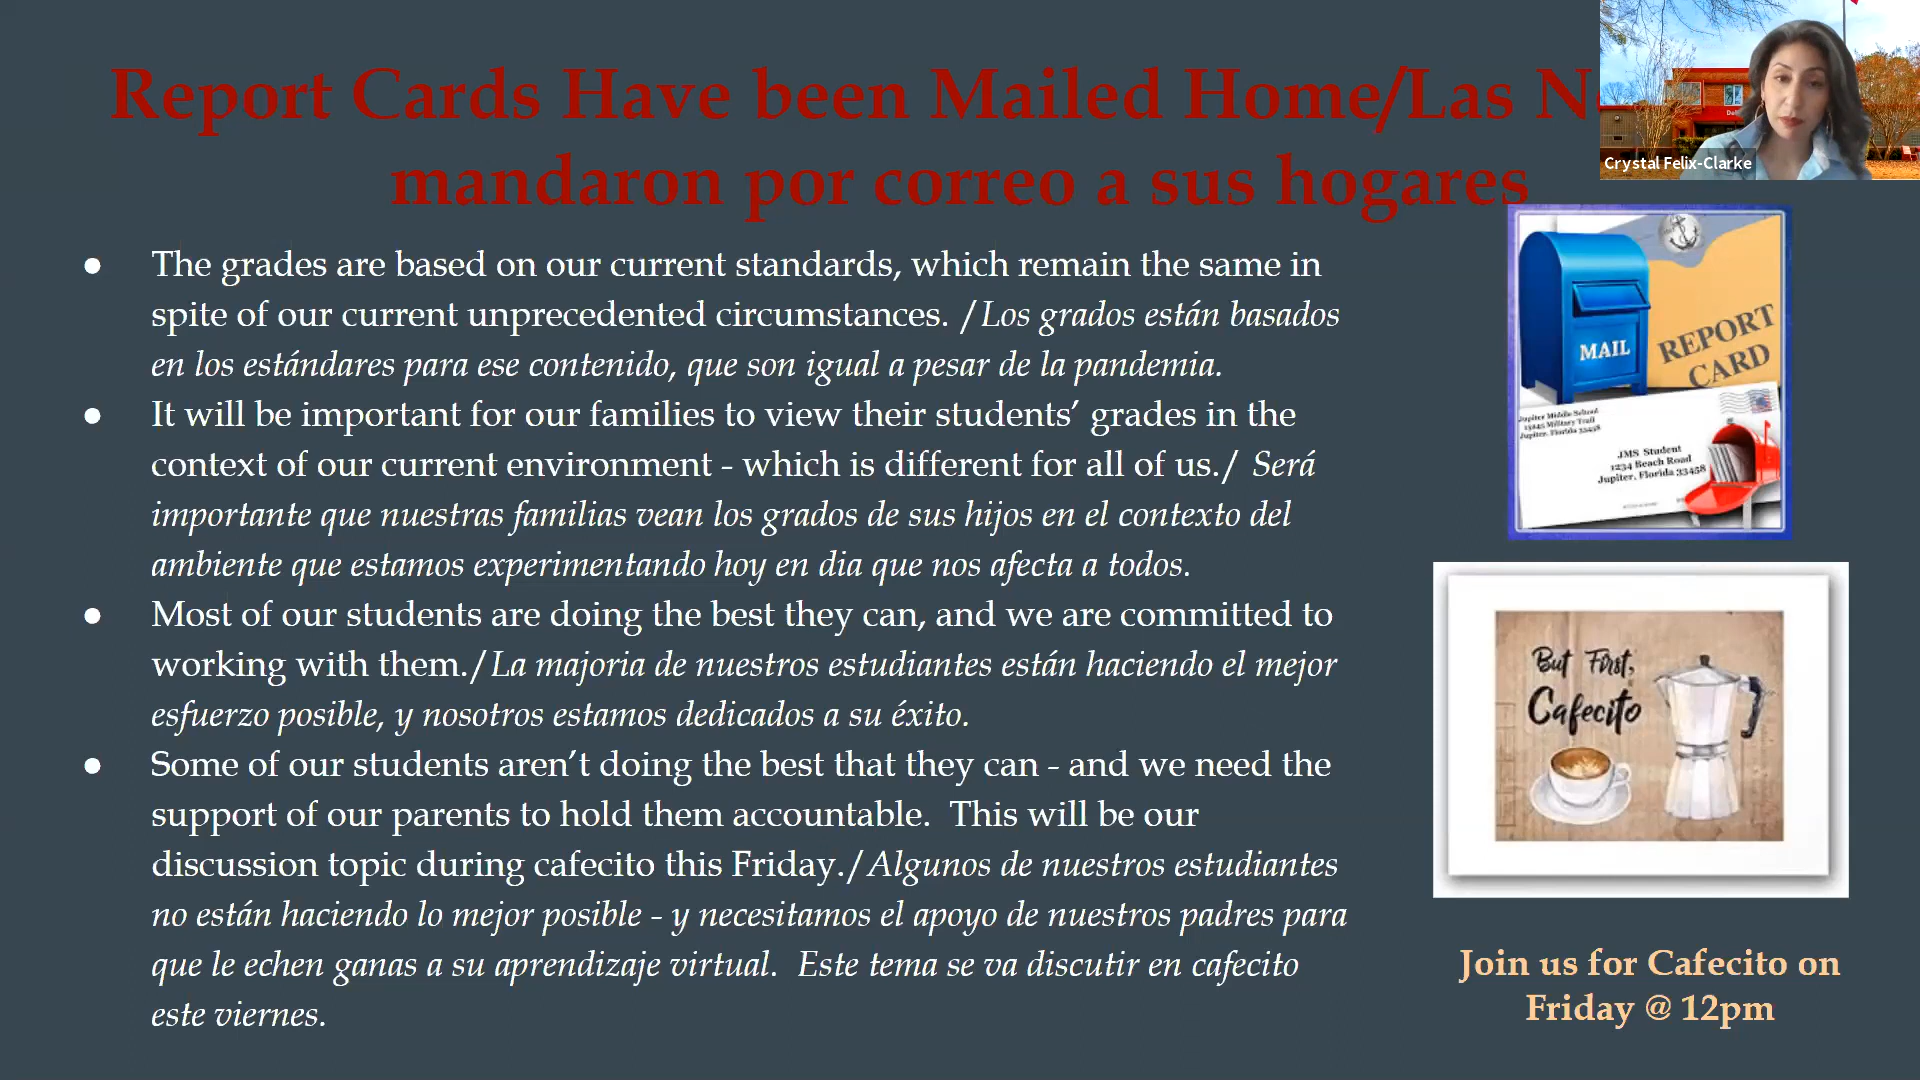 Report Cards Have been Mailed Home/Las
mandaron por correo a sus hogares
Crystal Felix-Clarke
● The grades are based on our current standards, which remain the same in
spite of our current unprecedented circumstances. /Los grados están basados
en los estándares para ese contenido, que son igual a pesar de la pandemia.
● It will be important for our families to view their students’ grades in the
context of our current environment - which is different for all of us./ Será
importante que nuestras familias vean los grados de sus hijos en el contexto del
ambiente que estamos experimentando hoy en dia que nos afecta a todos.
● Most of our students are doing the best they can, and we are committed to
working with them./La majoria de nuestros estudiantes están haciendo el mejor
esfuerzo posible, y nosotros estamos dedicados a su éxito.
● Some of our students aren’t doing the best that they can - and we need the
support of our parents to hold them accountable.  This will be our
discussion topic during cafecito this Friday./Algunos de nuestros estudiantes
no están haciendo lo mejor posible - y necesitamos el apoyo de nuestros padres para
que le echen ganas a su aprendizaje virtual.  Este tema se va discutir en cafecito
este viernes.
MAIL
REPORT
CARD
Jupiter Middle School
15245 Military Trail
Jupiter, Florida 33458
JMS Student
1234 Beach Road
Jupiter, Florida 33458
But First,
Cafecito
Join us for Cafecito on
Friday @ 12pm